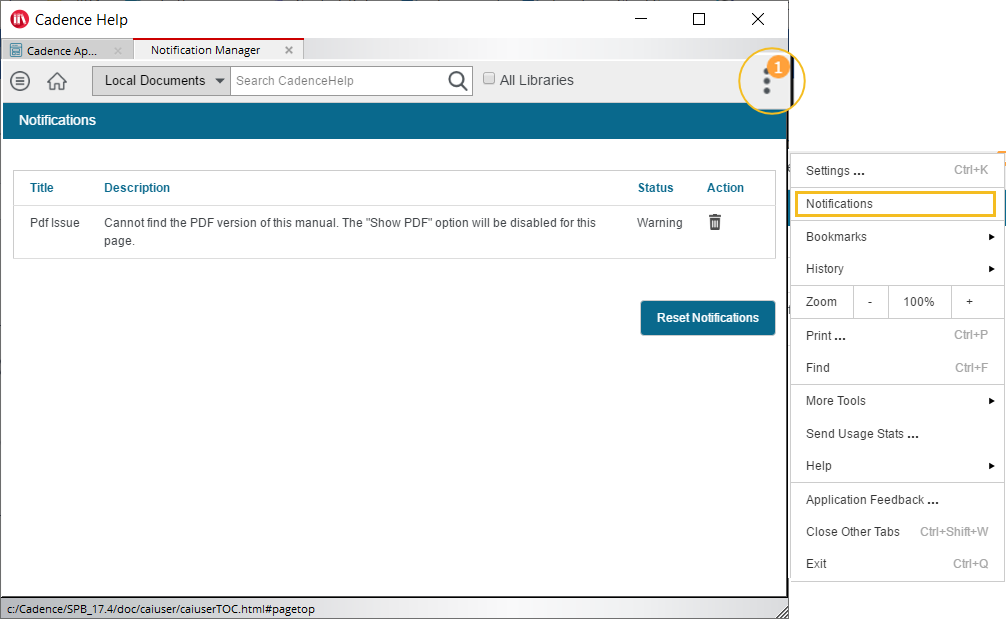 Cadence Help
Cadence Ap...
Notification Manager
Local Documents
Search CadenceHelp
All Libraries
1
Notifications
Title Description Status Action
Pdf Issue Cannot find the PDF version of this manual. The "Show PDF" option will be disabled for this Warning
page.
Reset Notifications
c:/Cadence/SPB_17.4/doc/caiuser/caiuserTOC.html#pagetop
Settings ... Ctrl+K
Notifications
Bookmarks
History
Zoom - 100% +
Print ... Ctrl+P
Find Ctrl+F
More Tools
Send Usage Stats ...
Help
Application Feedback ...
Close Other Tabs Ctrl+Shift+W
Exit Ctrl+Q